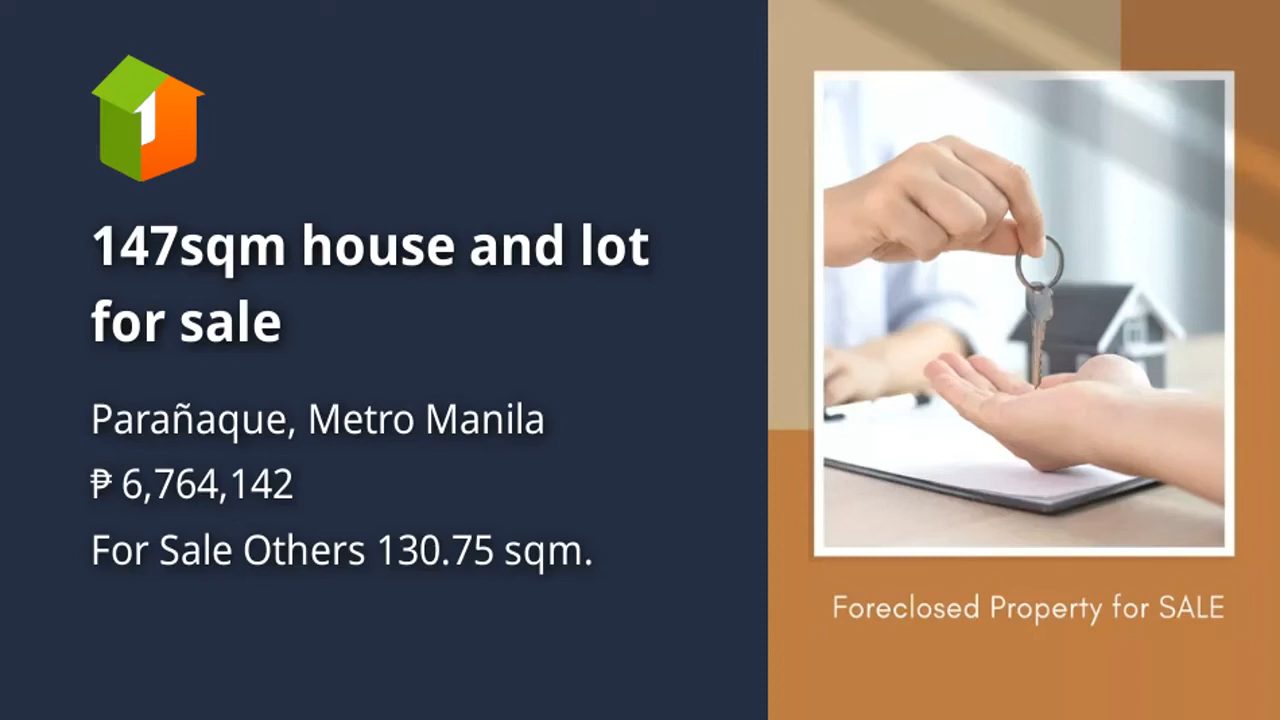 147sqm house and lot
for sale
Parañaque, Metro Manila
₱ 6,764,142
For Sale Others 130.75 sqm.
Foreclosed Property for SALE